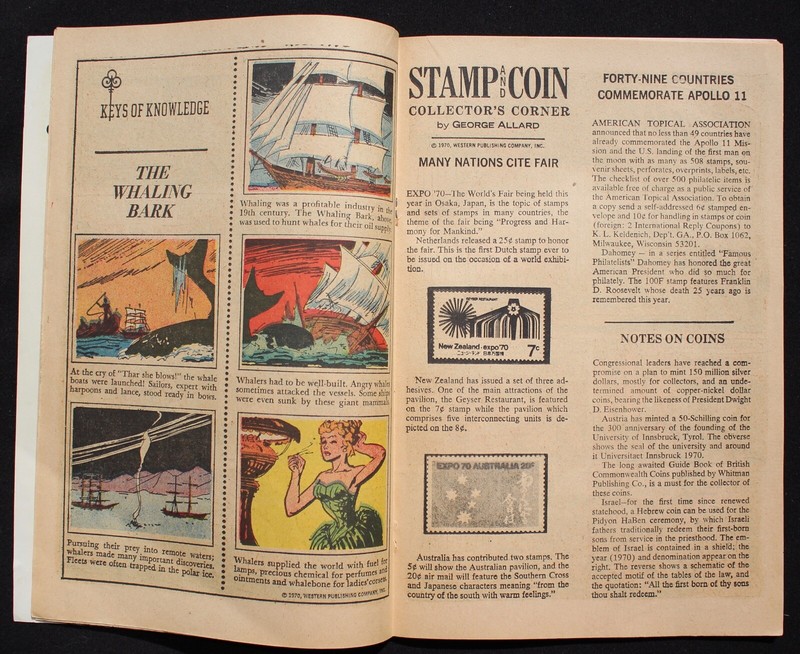 KEYS OF KNOWLEDGE
THE
WHALING
BARK
At the cry of "Thar she blows!" the whale
boats were launched! Sailors, expert with
harpoons and lance, stood ready in bows.
Pursuing their prey into remote waters;
whalers made many important discoveries.
Fleets were often trapped in the polar ice.
Whaling was a profitable industry in the
19th century. The Whaling Bark, above,
was used to hunt whales for their oil supply.
Whalers had to be well-built. Angry whales
sometimes attacked the vessels. Some ships
were even sunk by these giant mammals.
Whalers supplied the world with fuel for
lamps, precious chemical for perfumes and
ointments and whalebone for ladies' corsets.
© 1970, WESTERN PUBLISHING COMPANY, INC.
STAMP AND COIN
COLLECTOR'S CORNER
by GEORGE ALLARD
© 1970, WESTERN PUBLISHING COMPANY, INC.
MANY NATIONS CITE FAIR
EXPO '70—The World's Fair being held this
year in Osaka, Japan, is the topic of stamps
and sets of stamps in many countries, the
theme of the fair being "Progress and Har-
mony for Mankind."
Netherlands released a 25¢ stamp to honor
the fair. This is the first Dutch stamp ever to
be issued on the occasion of a world exhibi-
tion.
GEYSER RESTAURANT
New Zealand·expo'70
ニュージーランド 日本万国博
7c
New Zealand has issued a set of three ad-
hesives. One of the main attractions of the
pavilion, the Geyser Restaurant, is featured
on the 7¢ stamp while the pavilion which
comprises five interconnecting units is de-
picted on the 8¢.
EXPO 70 AUSTRALIA 20c
Australia has contributed two stamps. The
5¢ will show the Australian pavilion, and the
20¢ air mail will feature the Southern Cross
and Japanese characters meaning "from the
country of the south with warm feelings."
FORTY-NINE COUNTRIES
COMMEMORATE APOLLO 11
AMERICAN TOPICAL ASSOCIATION
announced that no less than 49 countries have
already commemorated the Apollo 11 Mis-
sion and the U.S. landing of the first man on
the moon with as many as 508 stamps, sou-
venir sheets, perforates, overprints, labels, etc.
The checklist of over 500 philatelic items is
available free of charge as a public service of
the American Topical Association. To obtain
a copy send a self-addressed 6¢ stamped en-
velope and 10¢ for handling in stamps or coin
(foreign: 2 International Reply Coupons) to
K. L. Keldenich, Dep't. GA., P.O. Box 1062,
Milwaukee, Wisconsin 53201.
Dahomey — in a series entitled "Famous
Philatelists" Dahomey has honored the great
American President who did so much for
philately. The 100F stamp features Franklin
D. Roosevelt whose death 25 years ago is
remembered this year.
NOTES ON COINS
Congressional leaders have reached a com-
promise on a plan to mint 150 million silver
dollars, mostly for collectors, and an unde-
termined amount of copper-nickel dollar
coins, bearing the likeness of President Dwight
D. Eisenhower.
Austria has minted a 50-Schilling coin for
the 300 anniversary of the founding of the
University of Innsbruck, Tyrol. The obverse
shows the seal of the university and around
it Universitaet Innsbruck 1970.
The long awaited Guide Book of British
Commonwealth Coins published by Whitman
Publishing Co., is a must for the collector of
these coins.
Israel—for the first time since renewed
statehood, a Hebrew coin can be used for the
Pidyon HaBen ceremony, by which Israeli
fathers traditionally redeem their first-born
sons from service in the priesthood. The em-
blem of Israel is contained in a shield; the
year (1970) and denomination appear on the
right. The reverse shows a schematic of the
accepted motif of the tables of the law, and
the quotation: "All the first born of thy sons
thou shalt redeem."